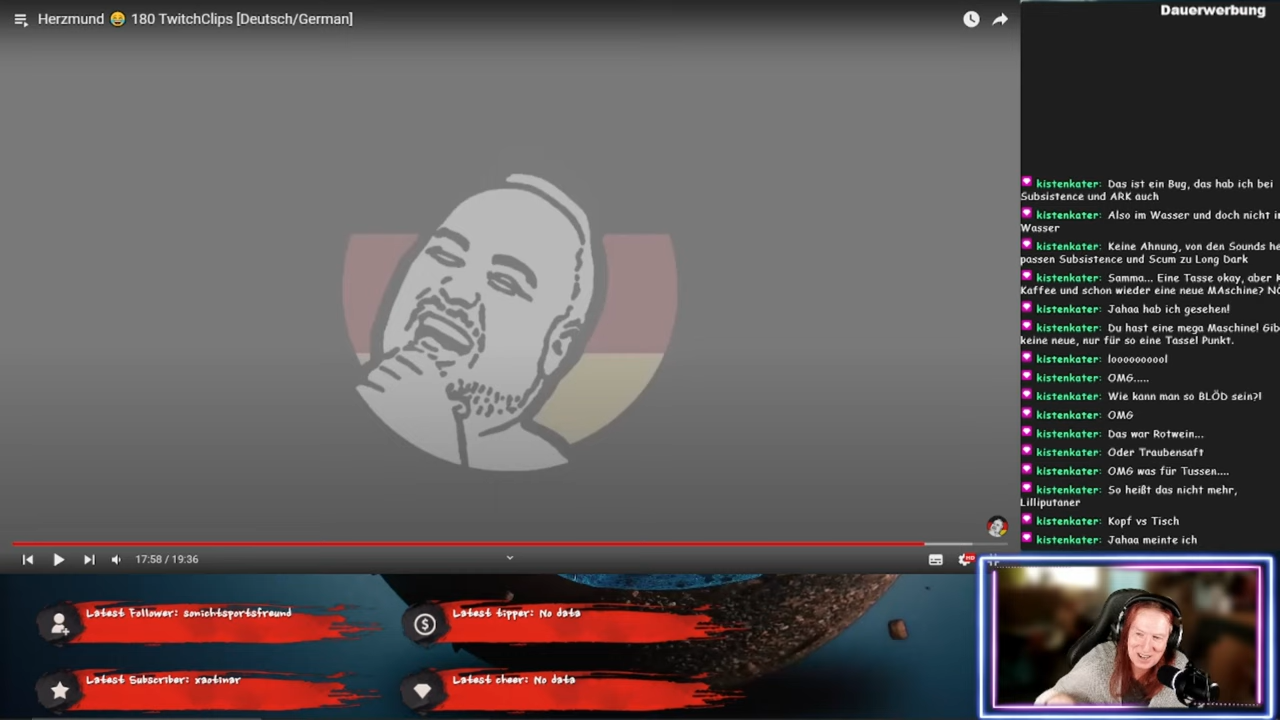 Herzmund 😂 180 TwitchClips [Deutsch/German]
Dauerwerbung
kistenkater: Das ist ein Bug, das hab ich bei
Subsistence und ARK auch
kistenkater: Also im Wasser und doch nicht i
Wasser
kistenkater: Keine Ahnung, von den Sounds he
passen Subsistence und Scum zu Long Dark
kistenkater: Samma... Eine Tasse okay, aber K
Kaffee und schon wieder eine neue MAschine? NO
kistenkater: Jahaa hab ich gesehen!
kistenkater: Du hast eine mega Maschine! Gib
keine neue, nur für so eine Tasse! Punkt.
kistenkater: looooooool
kistenkater: OMG.....
kistenkater: Wie kann man so BLÖD sein?!
kistenkater: OMG
kistenkater: Das war Rotwein...
kistenkater: Oder Traubensaft
kistenkater: OMG was für Tussen....
kistenkater: So heißt das nicht mehr,
Lilliputaner
kistenkater: Kopf vs Tisch
kistenkater: Jahaa meinte ich
17:58 / 19:36
HD
Latest Follower: sonichtsportsfreund
Latest tipper: No data
Latest Subscriber: xaotinar
Latest cheer: No data